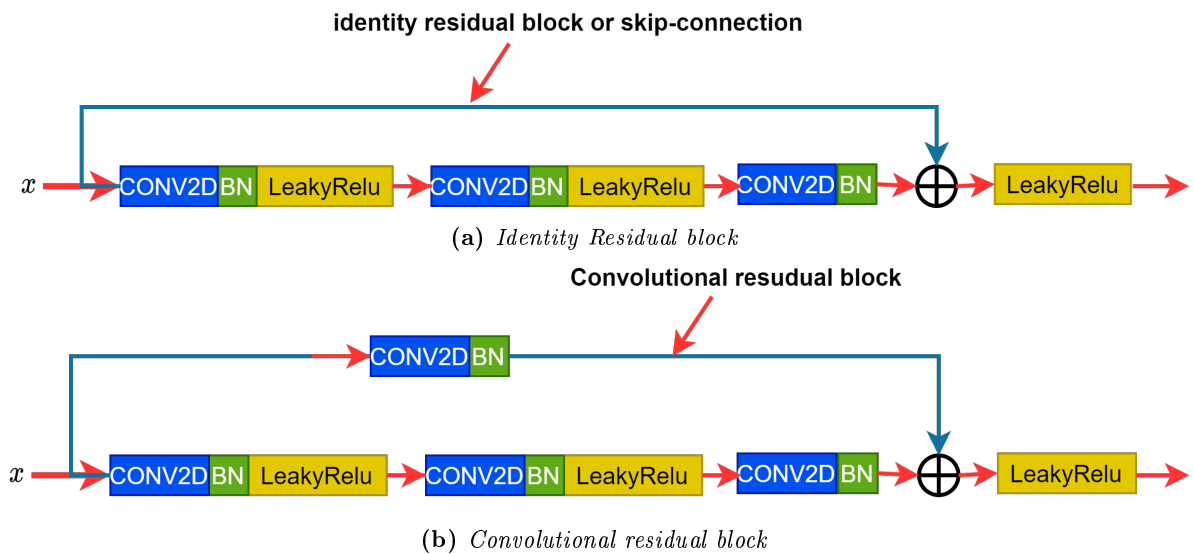 identity residual block or skip-connection
x CONV2D BN LeakyRelu CONV2D BN LeakyRelu CONV2D BN LeakyRelu
(a) Identity Residual block
Convolutional resudual block
CONV2D BN
x CONV2D BN LeakyRelu CONV2D BN LeakyRelu CONV2D BN LeakyRelu
(b) Convolutional residual block